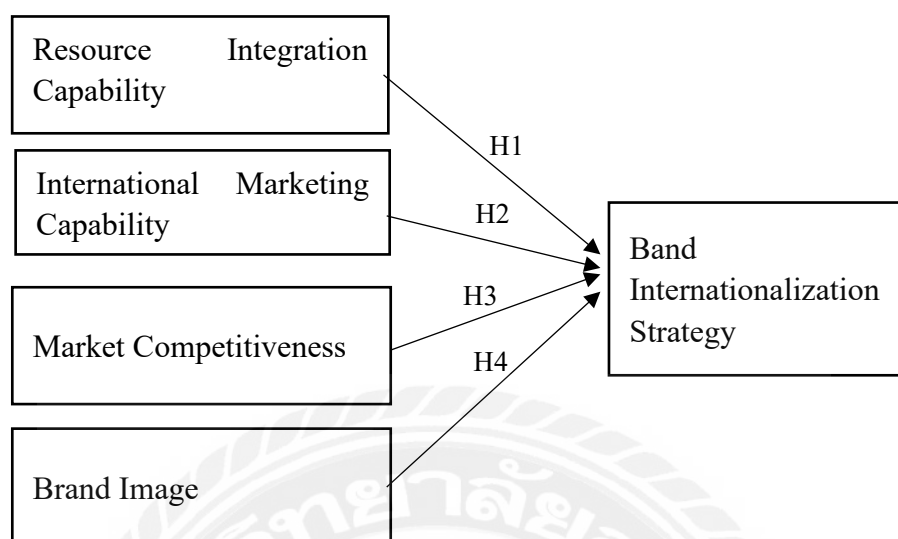 Resource Integration
Capability
H1
International Marketing
Capability
H2
Band
Internationalization
Strategy
H3
Market Competitiveness
H4
Brand Image